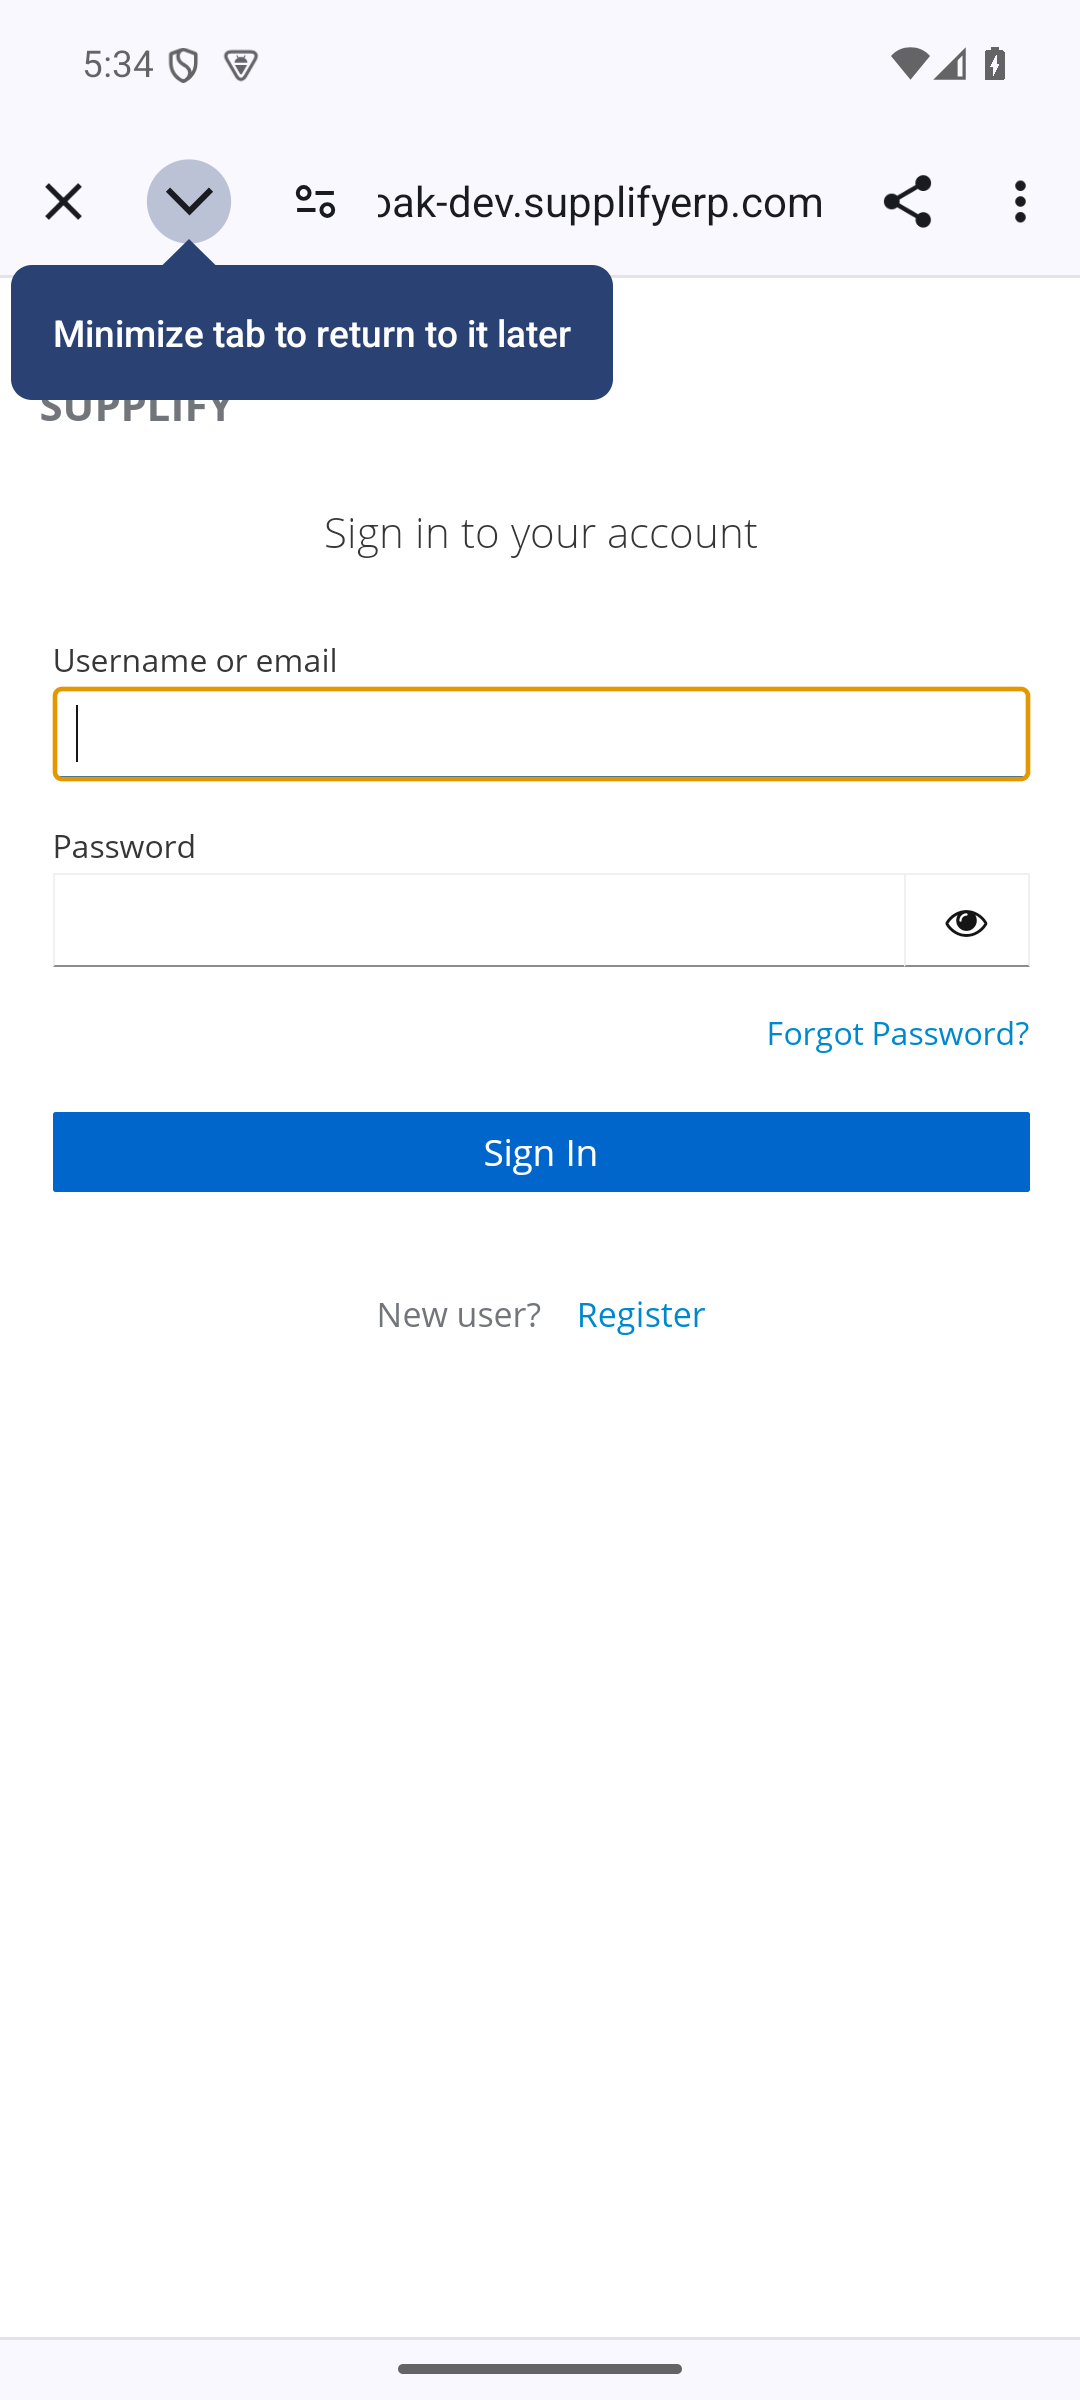 5:34
oak-dev.supplifyerp.com
Minimize tab to return to it later
SUPPLIFY
Sign in to your account
Username or email
Password
Forgot Password?
Sign In
New user? Register